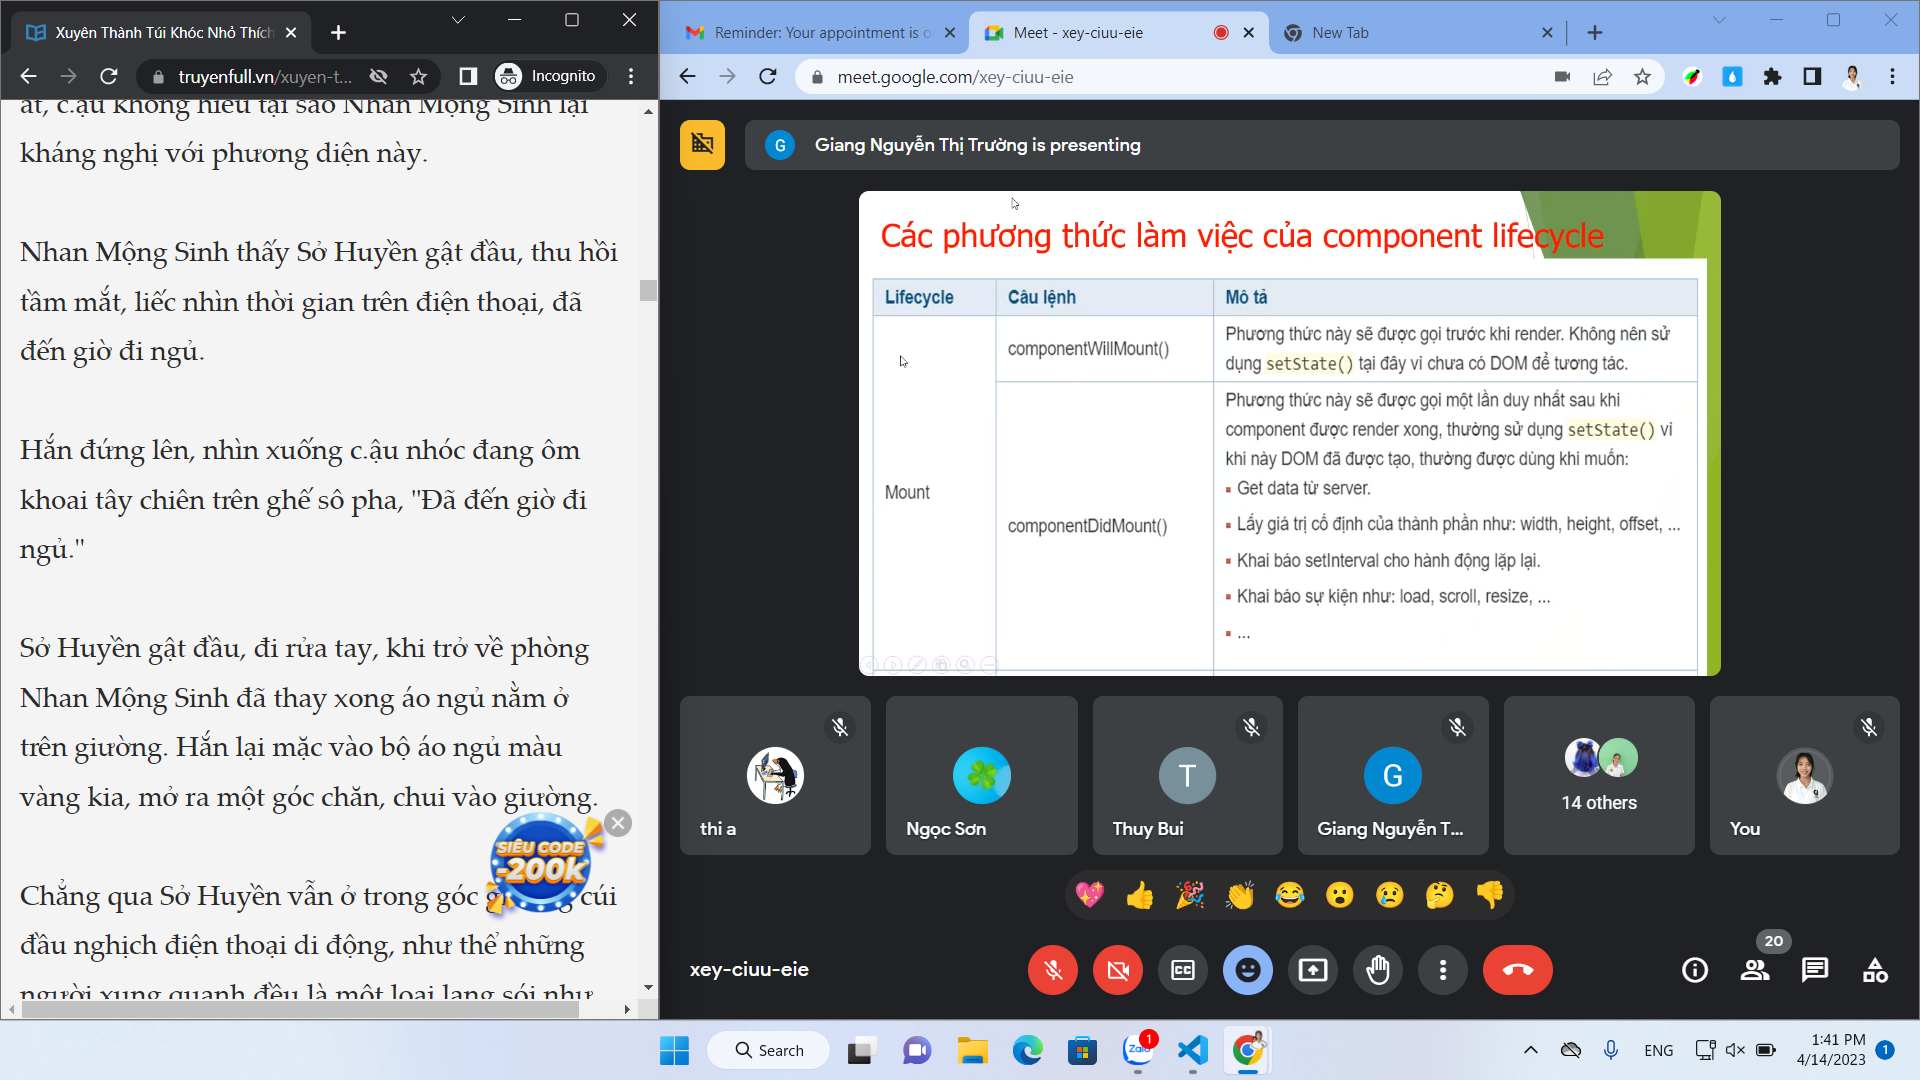 Xuyên Thành Túi Khóc Nhỏ Thích
truyenfull.vn/xuyen-t...
Incognito
át, c.ậu không hiểu tại sao Nhan Mộng Sinh lại
kháng nghị với phương diện này.
Nhan Mộng Sinh thấy Sở Huyền gật đầu, thu hồi
tầm mắt, liếc nhìn thời gian trên điện thoại, đã
đến giờ đi ngủ.
Hắn đứng lên, nhìn xuống c.ậu nhóc đang ôm
khoai tây chiên trên ghế sô pha, "Đã đến giờ đi
ngủ."
Sở Huyền gật đầu, đi rửa tay, khi trở về phòng
Nhan Mộng Sinh đã thay xong áo ngủ nằm ở
trên giường. Hắn lại mặc vào bộ áo ngủ màu
vàng kia, mở ra một góc chăn, chui vào giường.
SIÊU CODE
-200k
Chẳng qua Sở Huyền vẫn ở trong góc cúi
đầu nghịch điện thoại di động, như thể những
người xung quanh đều là một loại lang sói như
Reminder: Your appointment is o
Meet - xey-ciuu-eie
New Tab
meet.google.com/xey-ciuu-eie
G
Giang Nguyễn Thị Trường is presenting
Các phương thức làm việc của component lifecycle
Lifecycle
Câu lệnh
Mô tả
Mount
componentWillMount()
Phương thức này sẽ được gọi trước khi render. Không nên sử
dụng setState() tại đây vì chưa có DOM để tương tác.
componentDidMount()
Phương thức này sẽ được gọi một lần duy nhất sau khi
component được render xong, thường sử dụng setState() vì
khi này DOM đã được tạo, thường được dùng khi muốn:
▪ Get data từ server.
▪ Lấy giá trị cố định của thành phần như: width, height, offset, ...
▪ Khai báo setInterval cho hành động lặp lại.
▪ Khai báo sự kiện như: load, scroll, resize, ...
▪ ...
thi a
Ngọc Sơn
T
Thuy Bui
G
Giang Nguyễn T...
14 others
You
xey-ciuu-eie
CC
20
Search
Zalo
1
ENG
1:41 PM
4/14/2023
1